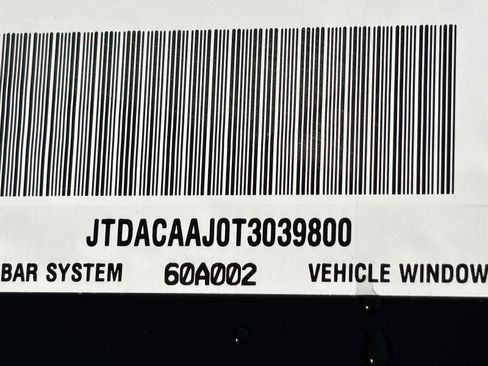 JTDACAAJ0T3039800
BAR SYSTEM 60A002 VEHICLE WINDOW